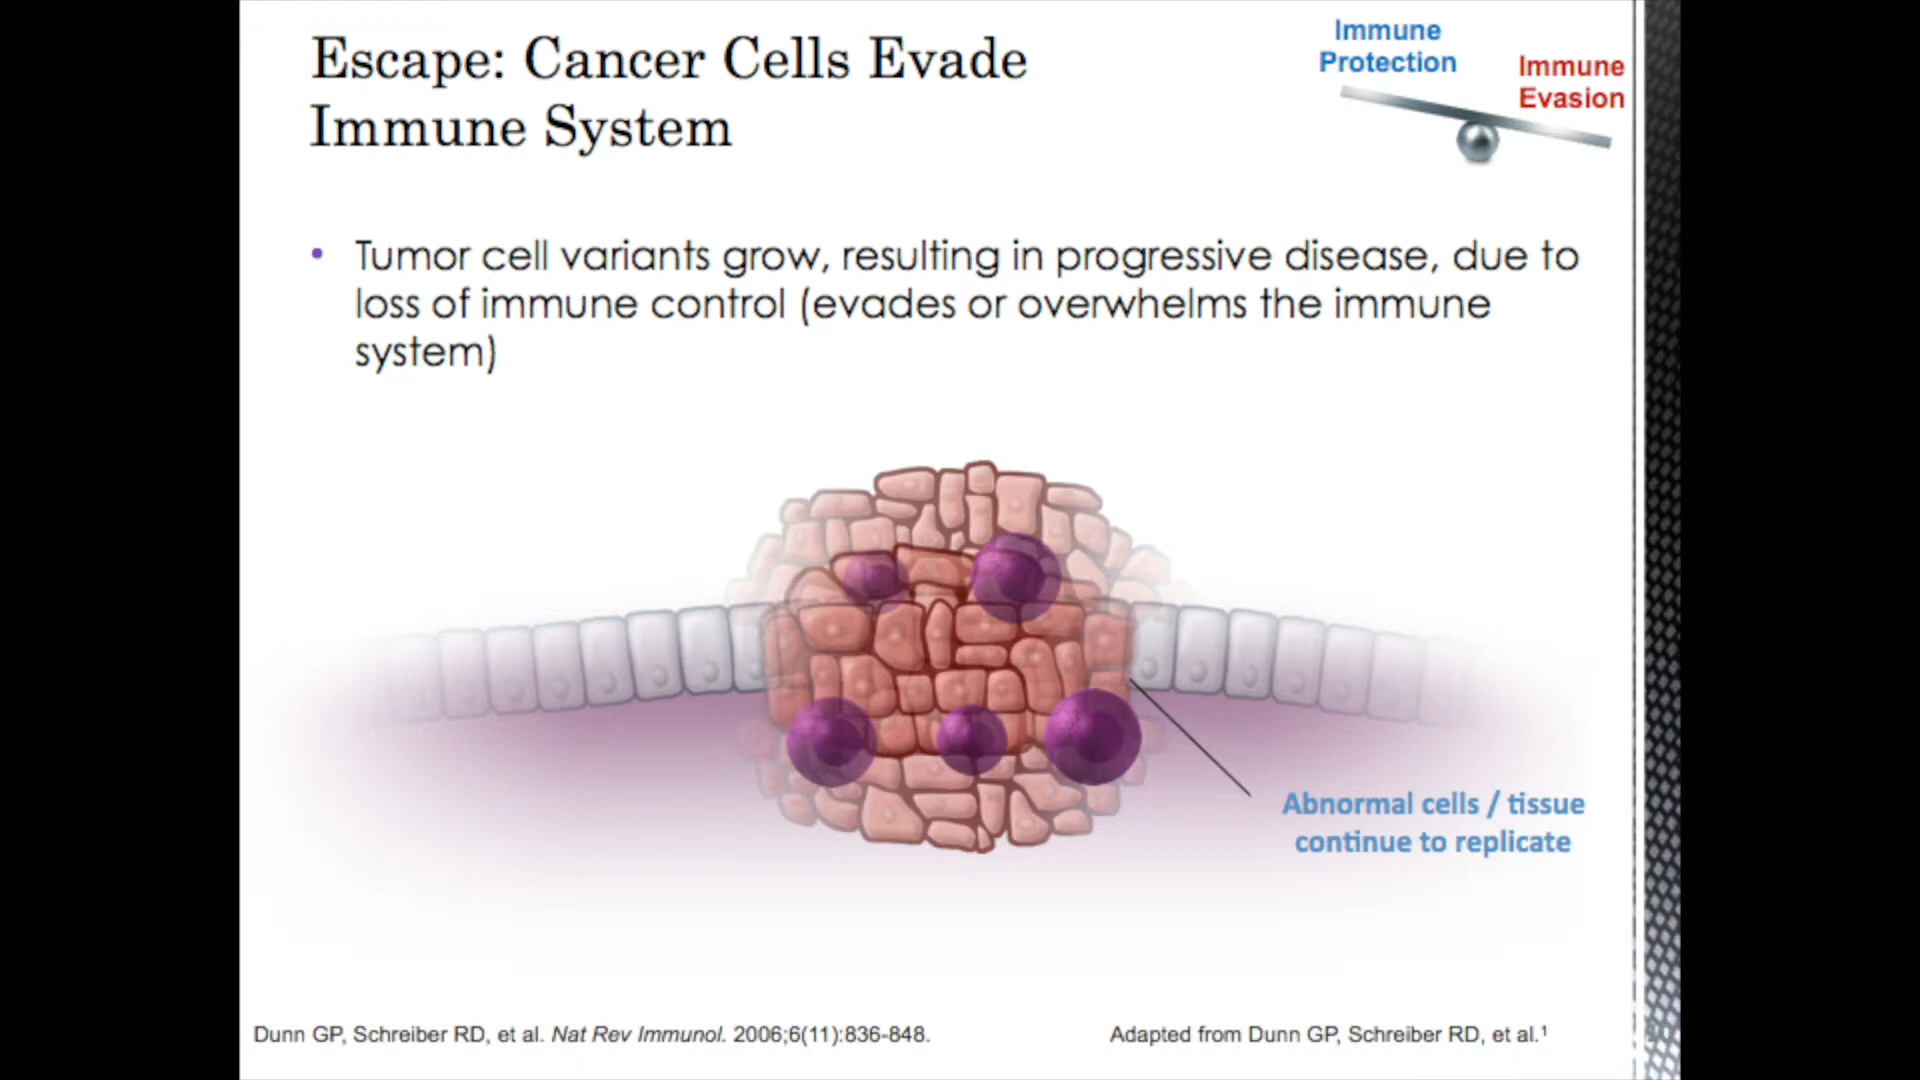 Escape: Cancer Cells Evade
Immune System
Immune
Protection
Immune
Evasion
• Tumor cell variants grow, resulting in progressive disease, due to
loss of immune control (evades or overwhelms the immune
system)
Abnormal cells / tissue
continue to replicate
Dunn GP, Schreiber RD, et al. Nat Rev Immunol. 2006;6(11):836-848.
Adapted from Dunn GP, Schreiber RD, et al.¹